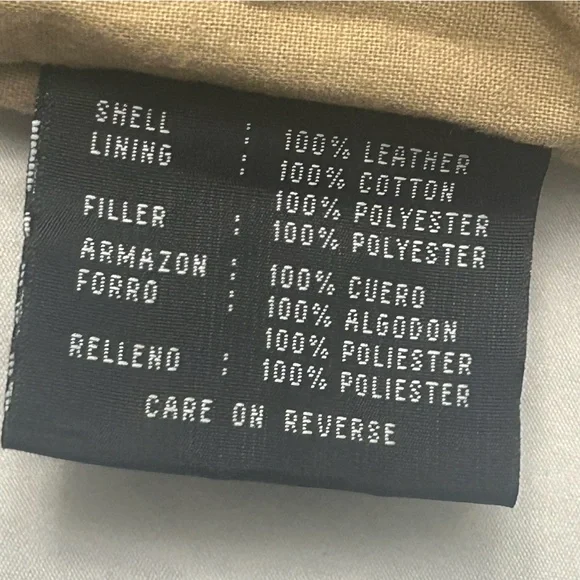 SHELL : 100% LEATHER
LINING : 100% COTTON
100% POLYESTER
FILLER : 100% POLYESTER
ARMAZON : 100% CUERO
FORRO : 100% ALGODON
100% POLIESTER
RELLENO : 100% POLIESTER
CARE ON REVERSE